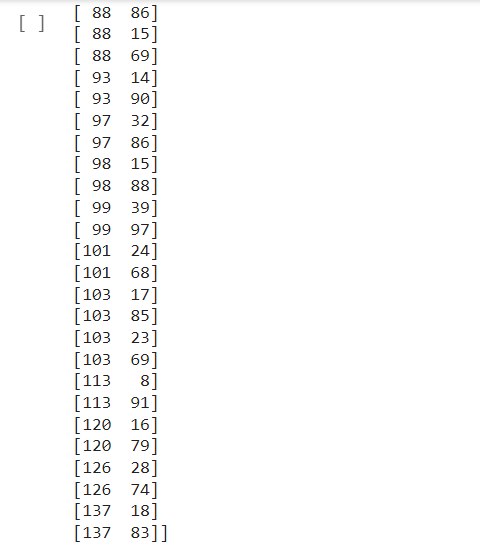 [ ]
[ 88  86]
[ 88  15]
[ 88  69]
[ 93  14]
[ 93  90]
[ 97  32]
[ 97  86]
[ 98  15]
[ 98  88]
[ 99  39]
[ 99  97]
[101  24]
[101  68]
[103  17]
[103  85]
[103  23]
[103  69]
[113   8]
[113  91]
[120  16]
[120  79]
[126  28]
[126  74]
[137  18]
[137  83]]